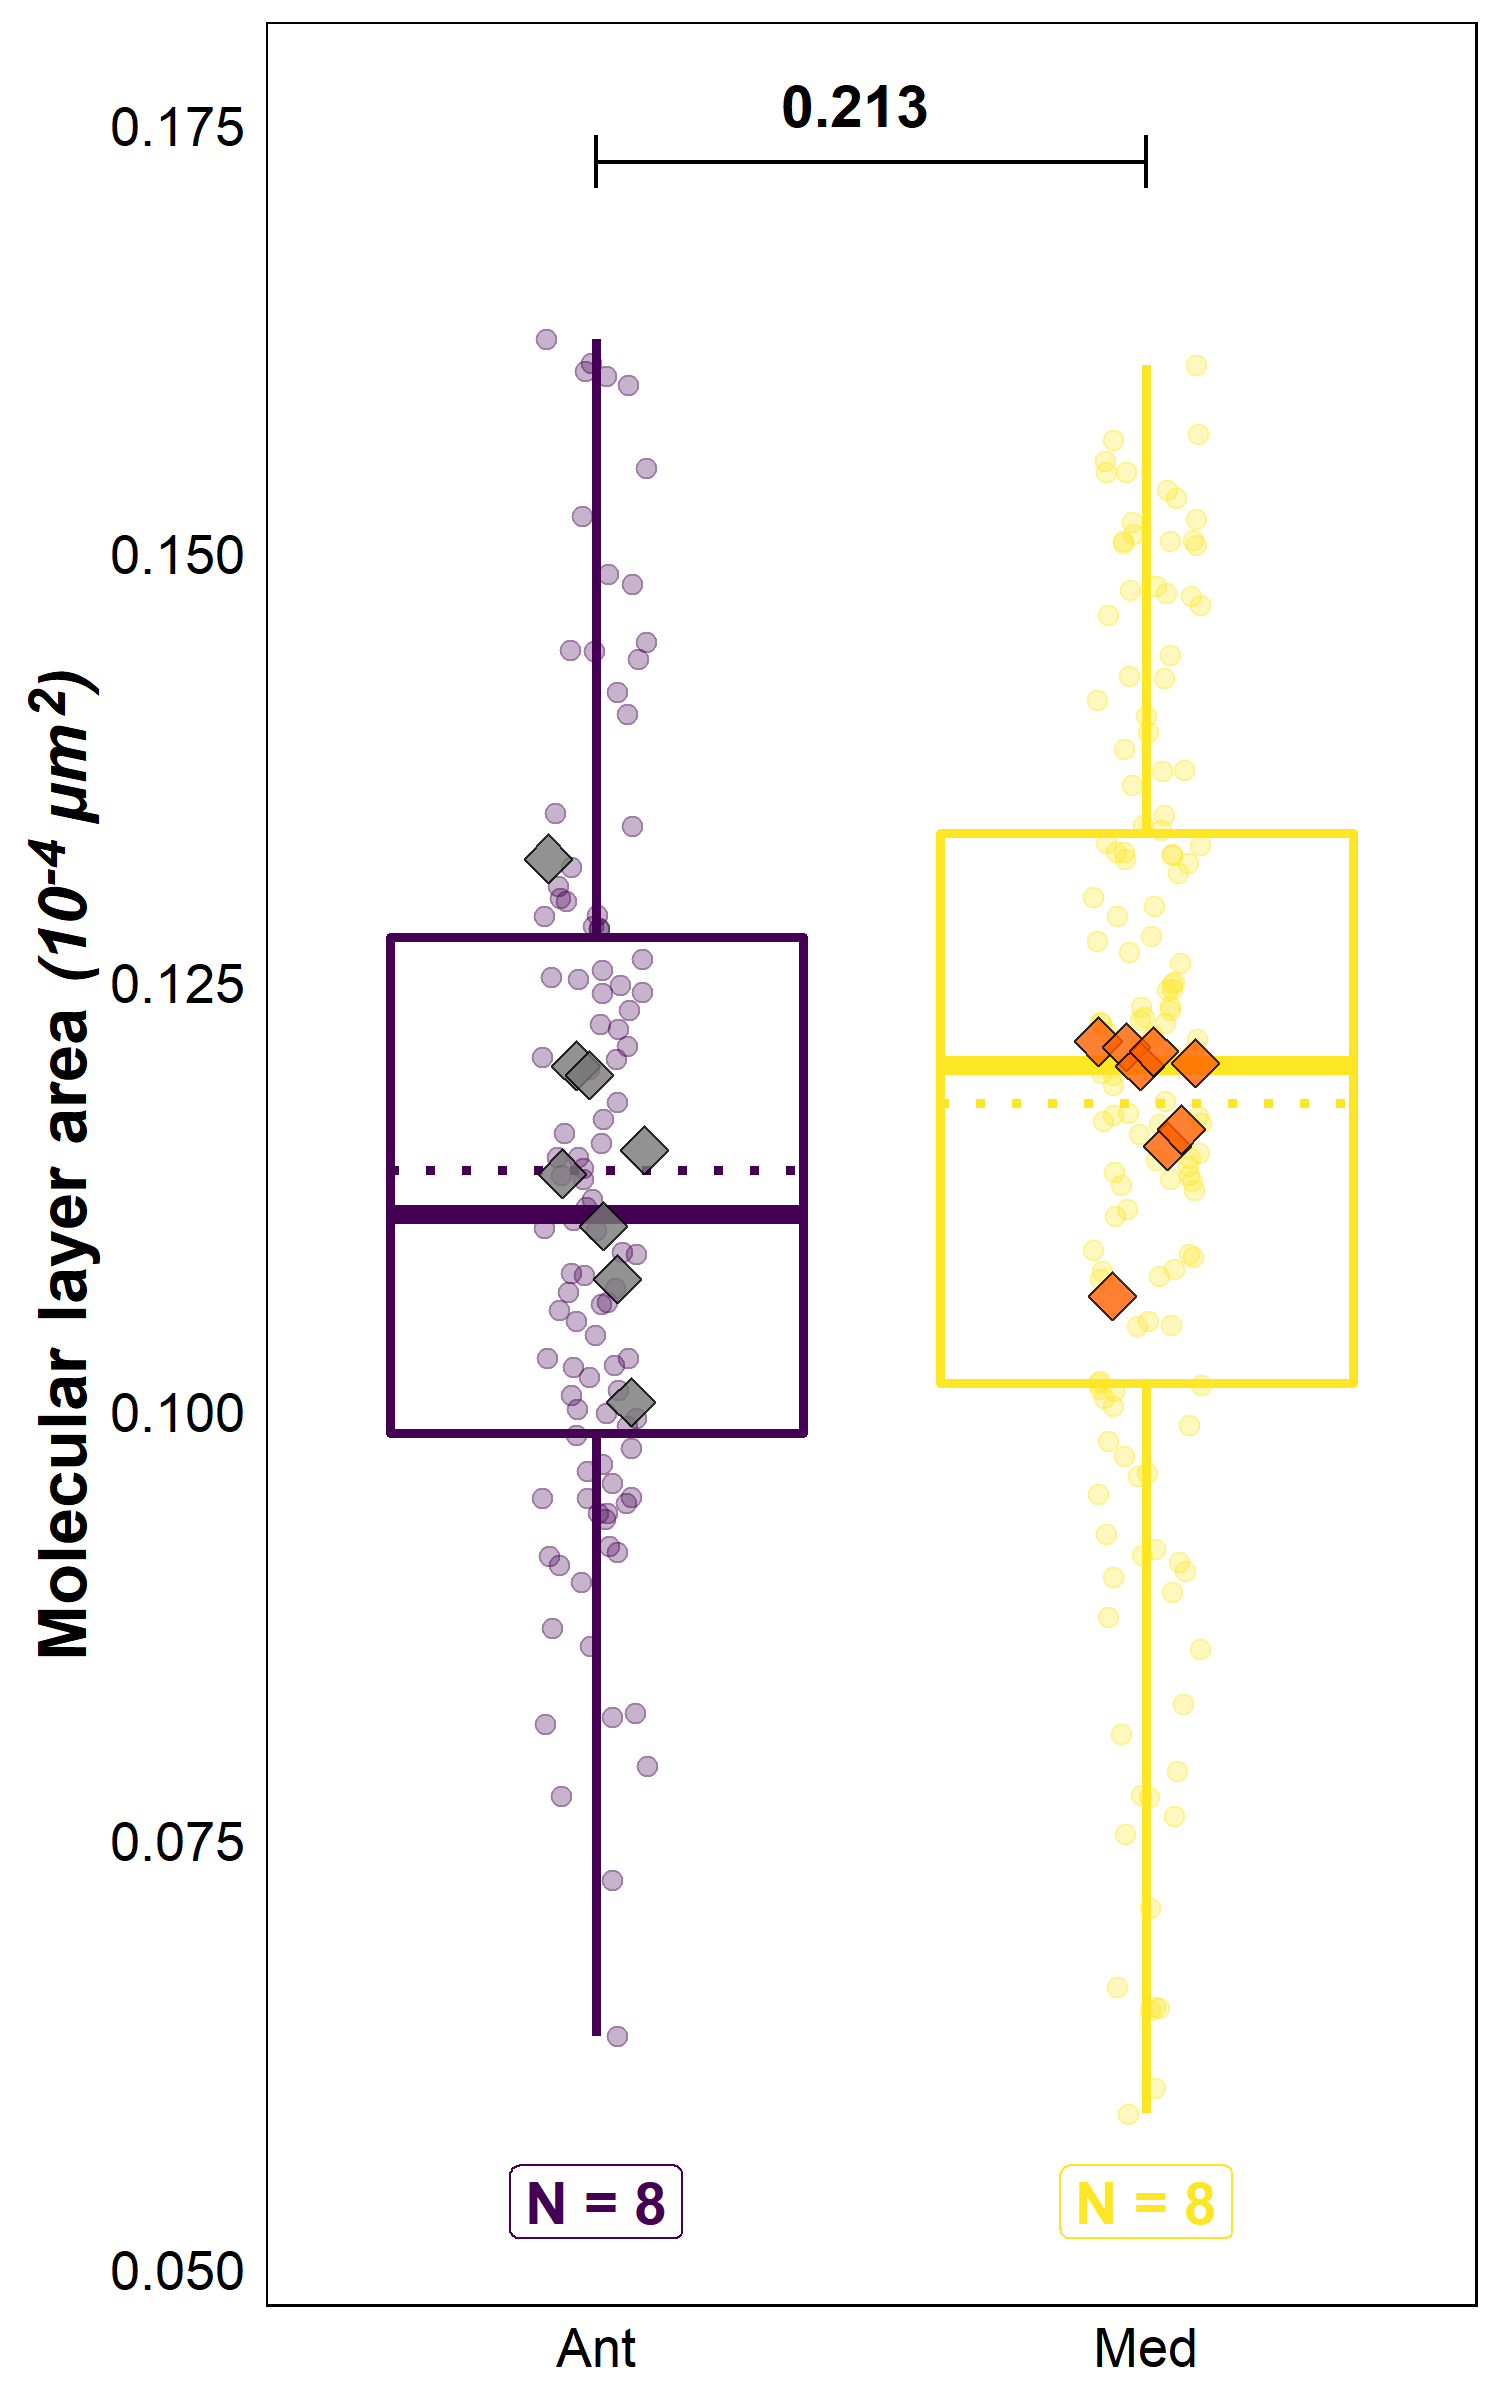 0.213
0.175
0.150
0.125
0.100
0.075
0.050
Molecular layer area (10⁻⁴ µm²)
N = 8
N = 8
Ant
Med